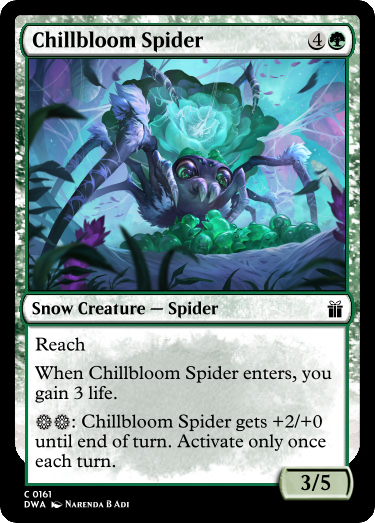 Chillbloom Spider 4
Snow Creature — Spider
Reach
When Chillbloom Spider enters, you
gain 3 life.
: Chillbloom Spider gets +2/+0
until end of turn. Activate only once
each turn.
3/5
C 0161
DWA Narenda B Adi